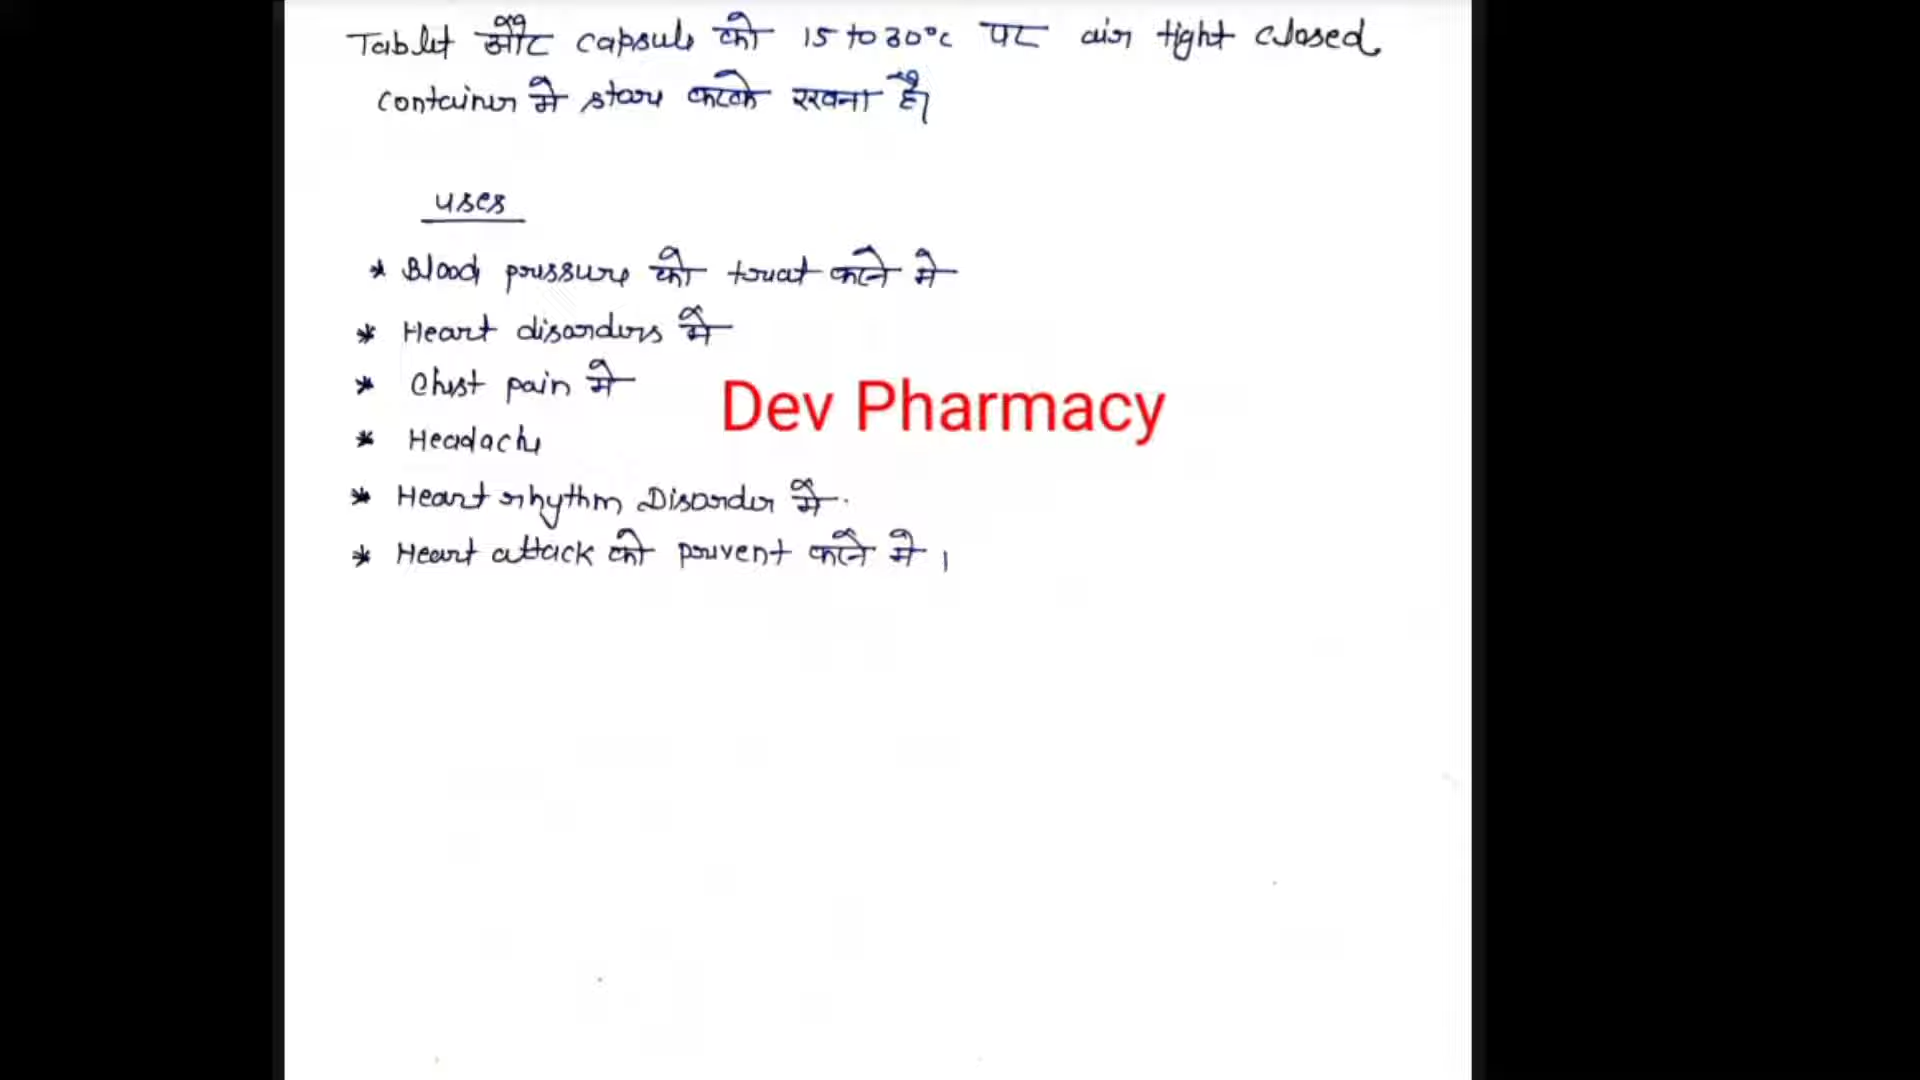 Tablet और capsule को 15 to 30°c पर air tight closed
container मे store करके रखना है।
uses
* Blood pressure को treat करने मे
* Heart disorders मे
* Chest pain मे
Dev Pharmacy
* Headache
* Heart rhythm Disorder मे.
* Heart attack को prevent करने मे।